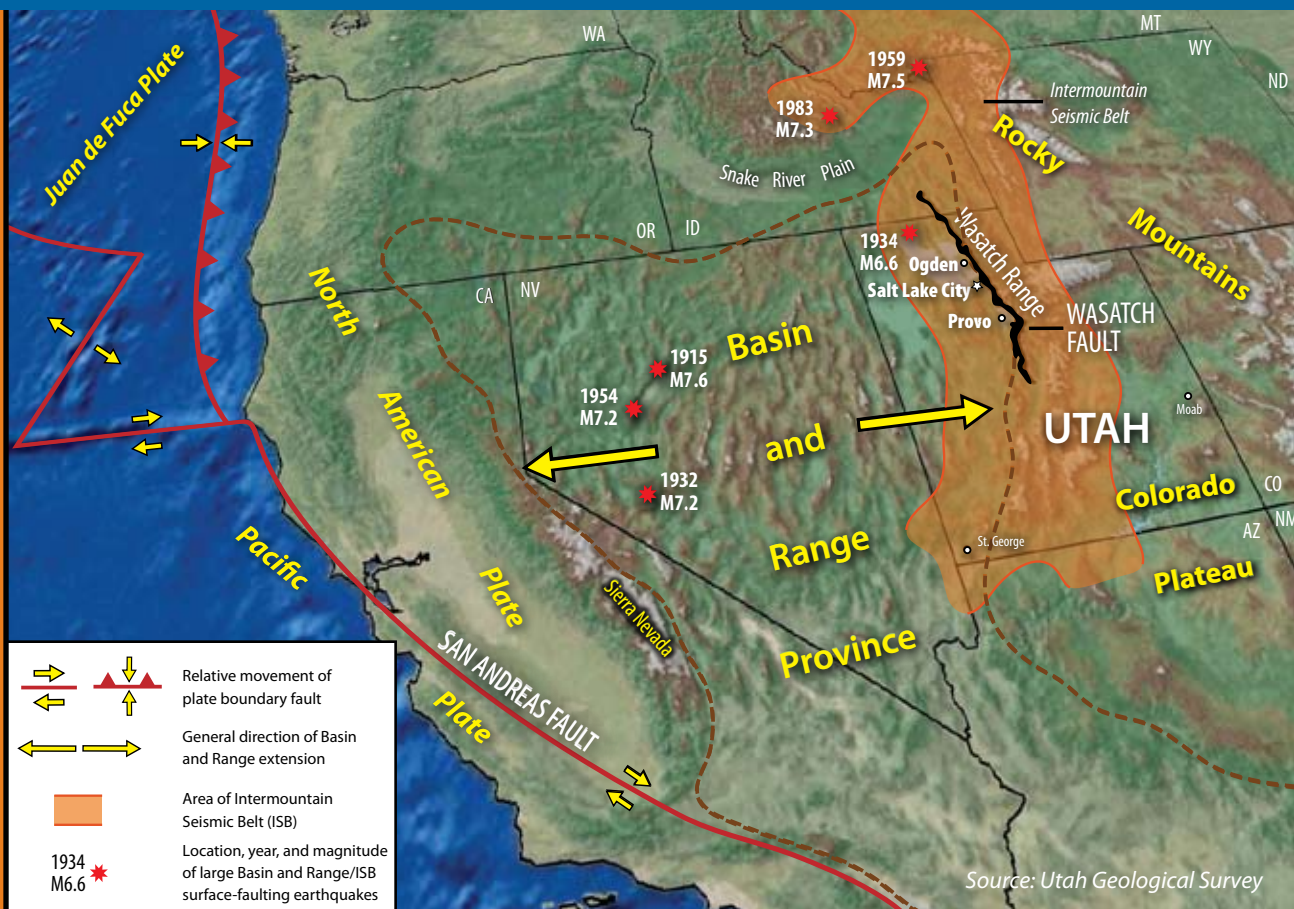 WA
MT
WY
ND
1959
M7.5
1983
M7.3
Intermountain
Seismic Belt
Juan de Fuca Plate
Rocky
Mountains
Snake River Plain
OR
ID
1934
M6.6
Wasatch Range
Ogden
Salt Lake City
Provo
WASATCH
FAULT
North
American
Plate
CA
NV
Basin
and
Range
Province
1915
M7.6
1954
M7.2
1932
M7.2
UTAH
Moab
Colorado
Plateau
CO
NM
AZ
St. George
Pacific
Plate
Sierra Nevada
SAN ANDREAS FAULT
Relative movement of
plate boundary fault
General direction of Basin
and Range extension
Area of Intermountain
Seismic Belt (ISB)
1934
M6.6
Location, year, and magnitude
of large Basin and Range/ISB
surface-faulting earthquakes
Source: Utah Geological Survey